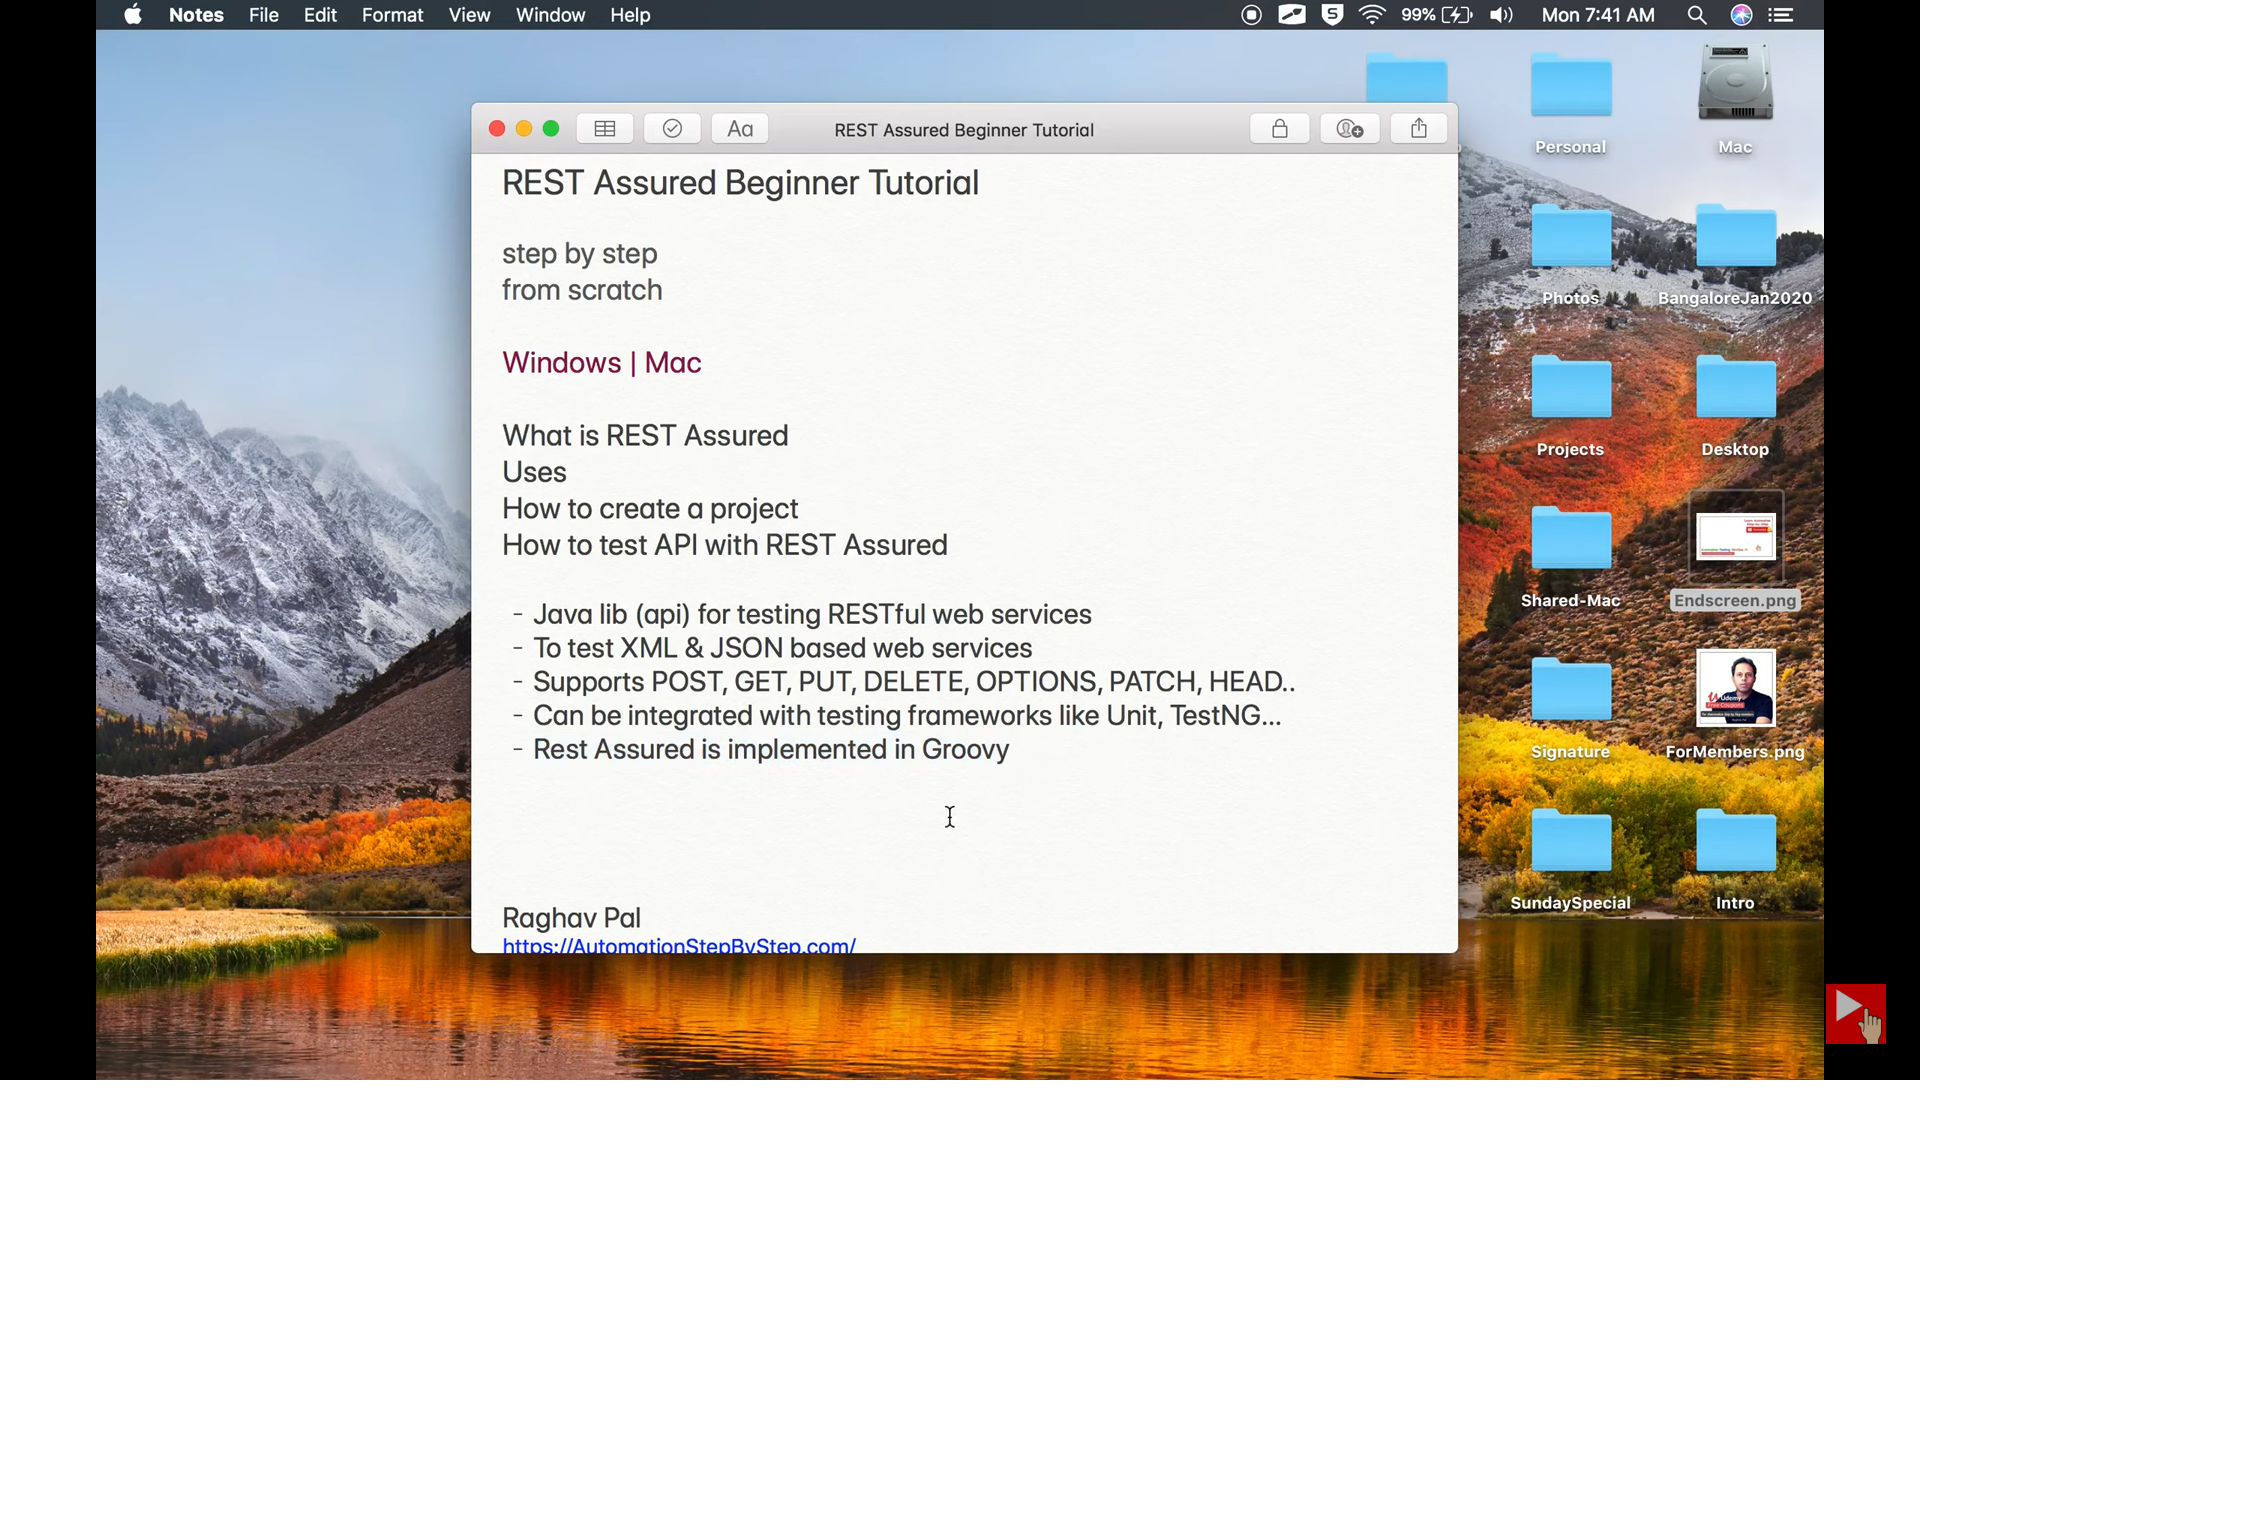 Notes File Edit Format View Window Help 99% Mon 7:41 AM
REST Assured Beginner Tutorial
REST Assured Beginner Tutorial
step by step
from scratch
Windows | Mac
What is REST Assured
Uses
How to create a project
How to test API with REST Assured
- Java lib (api) for testing RESTful web services
- To test XML & JSON based web services
- Supports POST, GET, PUT, DELETE, OPTIONS, PATCH, HEAD..
- Can be integrated with testing frameworks like Unit, TestNG...
- Rest Assured is implemented in Groovy
Raghav Pal
https://AutomationStepByStep.com/
Personal
Mac
Photos
BangaloreJan2020
Projects
Desktop
Shared-Mac
Endscreen.png
Signature
ForMembers.png
SundaySpecial
Intro